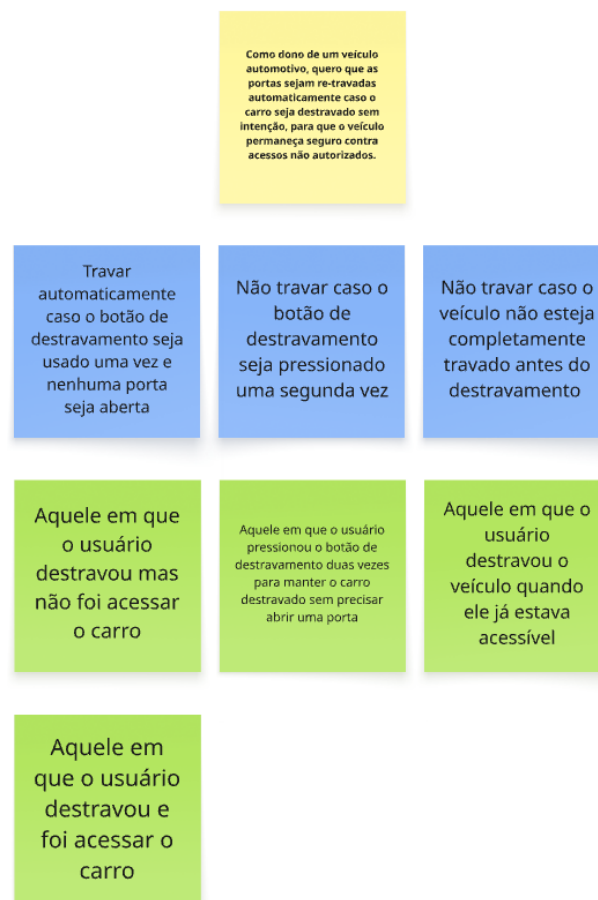 Como dono de um veículo
automotivo, quero que as
portas sejam re-travadas
automaticamente caso o
carro seja destravado sem
intenção, para que o veículo
permaneça seguro contra
acessos não autorizados.
Travar
automaticamente
caso o botão de
destravamento seja
usado uma vez e
nenhuma porta
seja aberta
Não travar caso o
botão de
destravamento
seja pressionado
uma segunda vez
Não travar caso o
veículo não esteja
completamente
travado antes do
destravamento
Aquele em que
o usuário
destravou mas
não foi acessar
o carro
Aquele em que o usuário
pressionou o botão de
destravamento duas vezes
para manter o carro
destravado sem precisar
abrir uma porta
Aquele em que o
usuário
destravou o
veículo quando
ele já estava
acessível
Aquele em
que o usuário
destravou e
foi acessar o
carro